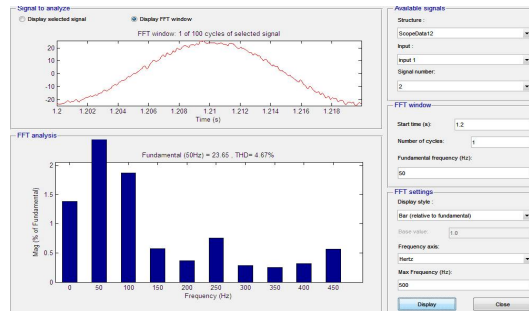 Signal to analyze
Display selected signal
Display FFT window
FFT window: 1 of 100 cycles of selected signal
20
10
0
-10
-20
1.2 1.202 1.204 1.206 1.208 1.21 1.212 1.214 1.216 1.218
Time (s)
FFT analysis
Fundamental (50Hz) = 23.65 , THD= 4.67%
Mag (% of Fundamental)
2
1.5
1
0.5
0
0 50 100 150 200 250 300 350 400 450
Frequency (Hz)
Available signals
Structure :
ScopeData12
Input :
input 1
Signal number:
2
FFT window
Start time (s): 1.2
Number of cycles: 1
Fundamental frequency (Hz):
50
FFT settings
Display style :
Bar (relative to fundamental)
Base value: 1.0
Frequency axis:
Hertz
Max Frequency (Hz):
500
Display Close